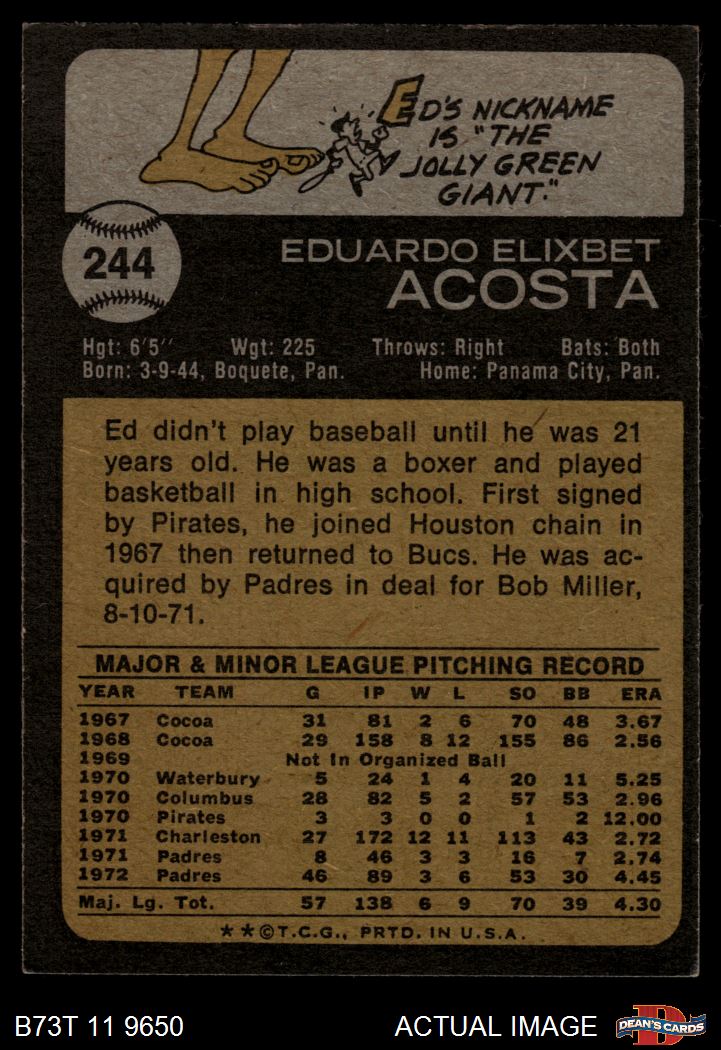 ED'S NICKNAME
IS "THE
JOLLY GREEN
GIANT."
244
EDUARDO ELIXBET
ACOSTA
Hgt: 6'5" Wgt: 225 Throws: Right Bats: Both
Born: 3-9-44, Boquete, Pan. Home: Panama City, Pan.
Ed didn't play baseball until he was 21
years old. He was a boxer and played
basketball in high school. First signed
by Pirates, he joined Houston chain in
1967 then returned to Bucs. He was ac-
quired by Padres in deal for Bob Miller,
8-10-71.
MAJOR & MINOR LEAGUE PITCHING RECORD
YEAR TEAM G IP W L SO BB ERA
1967 Cocoa 31 81 2 6 70 48 3.67
1968 Cocoa 29 158 8 12 155 86 2.56
1969 Not In Organized Ball
1970 Waterbury 5 24 1 4 20 11 5.25
1970 Columbus 28 82 5 2 57 53 2.96
1970 Pirates 3 3 0 0 1 2 12.00
1971 Charleston 27 172 12 11 113 43 2.72
1971 Padres 8 46 3 3 16 7 2.74
1972 Padres 46 89 3 6 53 30 4.45
Maj. Lg. Tot. 57 138 6 9 70 39 4.30
★★©T.C.G., PRTD. IN U.S.A.
B73T 11 9650 ACTUAL IMAGE D DEAN'S CARDS